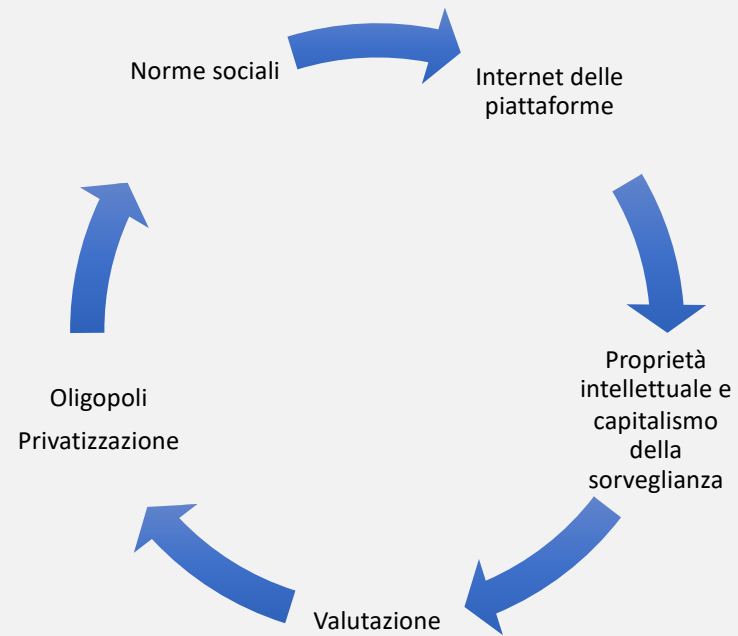 Norme sociali
Internet delle
piattaforme
Proprietà
intellettuale e
capitalismo
della
sorveglianza
Valutazione
Oligopoli
Privatizzazione